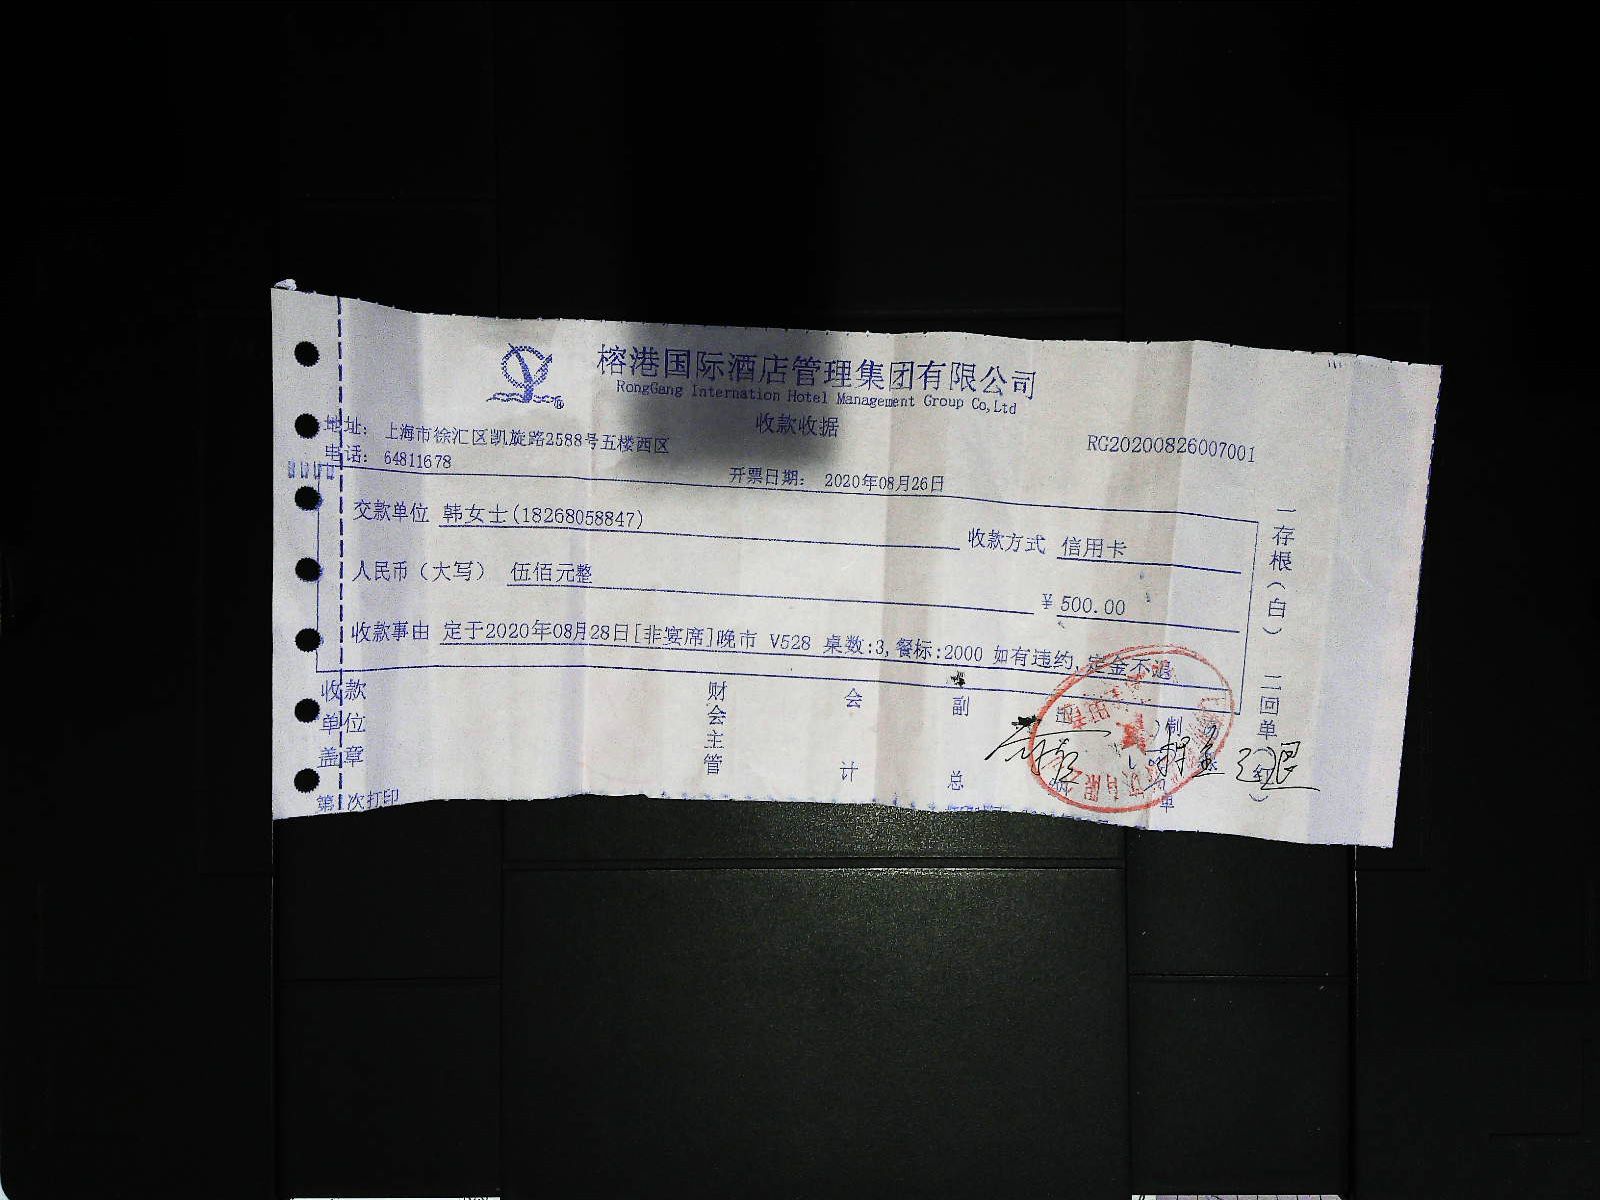 榕港国际酒店管理集团有限公司
RongGang Internation Hotel Management Group Co,Ltd
收款收据
地址： 上海市徐汇区凯旋路2588号五楼西区
RG20200826007001
电话： 64811678
开票日期： 2020年08月26日
交款单位 韩女士(18268058847)
收款方式 信用卡
人民币（大写） 伍佰元整
¥ 500.00
收款事由 定于2020年08月28日[非宴席]晚市 V528 桌数:3,餐标:2000 如有违约, 定金不退
一存根（白）
二回单
收款单位盖章
财会主管
会计
副总
制
单
第 次打印